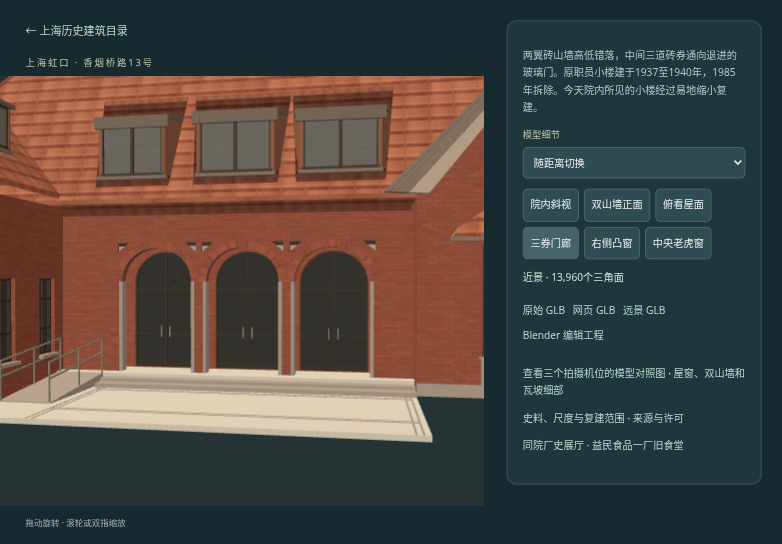 ← 上海历史建筑目录
上海虹口 · 香烟桥路13号
拖动旋转 · 滚轮或双指缩放
两翼砖山墙高低错落，中间三道砖券通向退进的
玻璃门。原职员小楼建于1937至1940年，1985
年拆除。今天院内所见的小楼经过易地缩小复
建。
模型细节
随距离切换
院内斜视 双山墙正面 俯看屋面
三券门廊 右侧凸窗 中央老虎窗
近景 · 13,960个三角面
原始 GLB 网页 GLB 远景 GLB
Blender 编辑工程
查看三个拍摄机位的模型对照图 · 屋窗、双山墙和
瓦坡细部
史料、尺度与复建范围 · 来源与许可
同院厂史展厅 · 益民食品一厂旧食堂